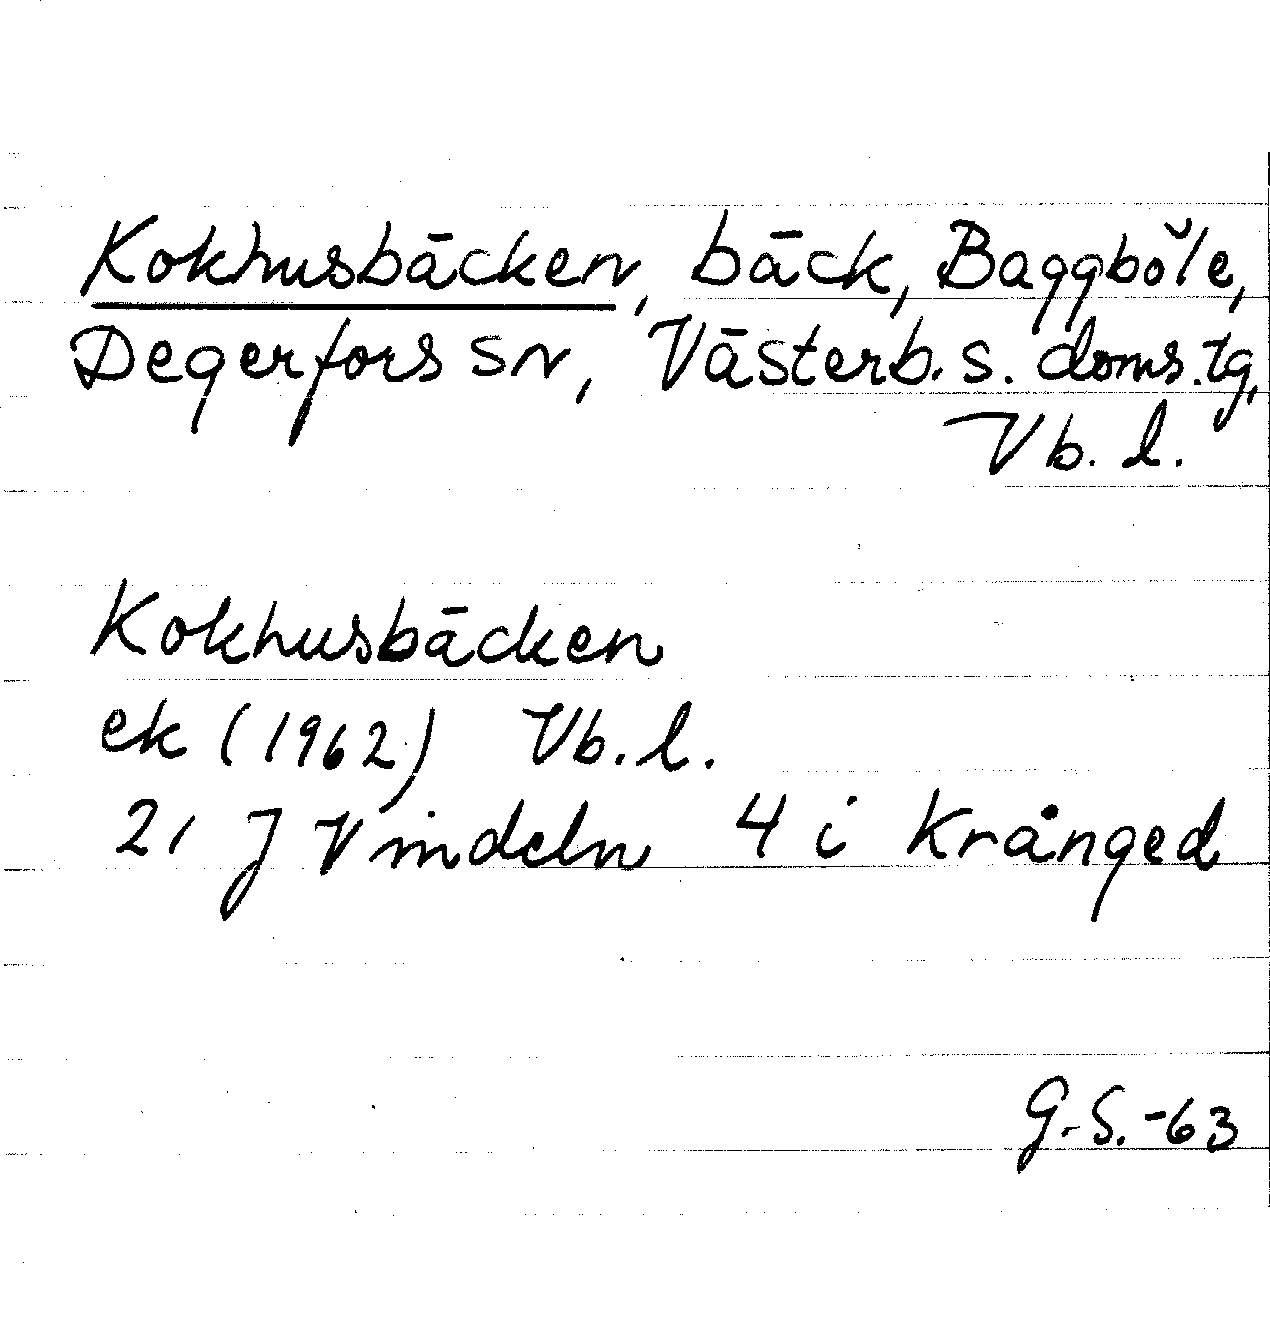 Kokhusbäcken, bäck, Baggböle,
Degerfors sn, Västerb. s. doms. tg,
Vb. l.
Kokhusbäcken
ek (1962) Vb. l.
21 J Vindeln 4 i Krånged
G.S. -63